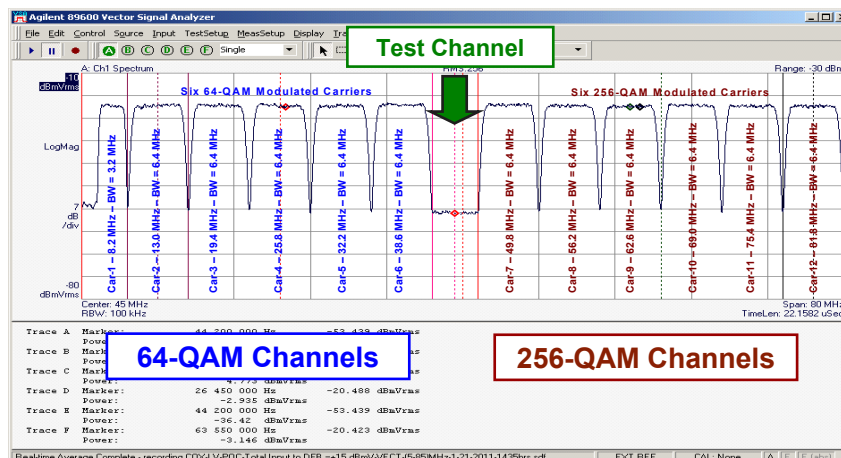 Agilent 89600 Vector Signal Analyzer
File Edit Control Source Input TestSetup MeasSetup Display
A B C D E F Single
Test Channel
A: Ch1 Spectrum
Range: -30 dBm
-10
dBmVrms
Six 64-QAM Modulated Carriers
Six 256-QAM Modulated Carriers
LogMag
7
dB
/div
-80
dBmVrms
Car-1 – 8.2 MHz – BW = 3.2 MHz
Car-2 – 13.0 MHz – BW = 6.4 MHz
Car-3 – 19.4 MHz – BW = 6.4 MHz
Car-4 – 25.8 MHz – BW = 6.4 MHz
Car-5 – 32.2 MHz – BW = 6.4 MHz
Car-6 – 38.6 MHz – BW = 6.4 MHz
Car-7 – 49.8 MHz – BW = 6.4 MHz
Car-8 – 56.2 MHz – BW = 6.4 MHz
Car-9 – 62.6 MHz – BW = 6.4 MHz
Car-10 – 69.0 MHz – BW = 6.4 MHz
Car-11 – 75.4 MHz – BW = 6.4 MHz
Car-12 – 81.8 MHz – BW = 6.4 MHz
Center: 45 MHz
Span: 80 MHz
RBW: 100 kHz
TimeLen: 22.1582 uSec
Trace A Marker: 44 200 000 Hz -53.439 dBmVrms
Trace B
Trace C
64-QAM Channels
256-QAM Channels
Power: 4.773 dBmVrms
Trace D Marker: 26 450 000 Hz -20.488 dBmVrms
Power: -2.935 dBmVrms
Trace E Marker: 44 200 000 Hz -53.439 dBmVrms
Power: -36.42 dBmVrms
Trace F Marker: 63 550 000 Hz -20.423 dBmVrms
Power: -3.146 dBmVrms
EXT REF CAL: None